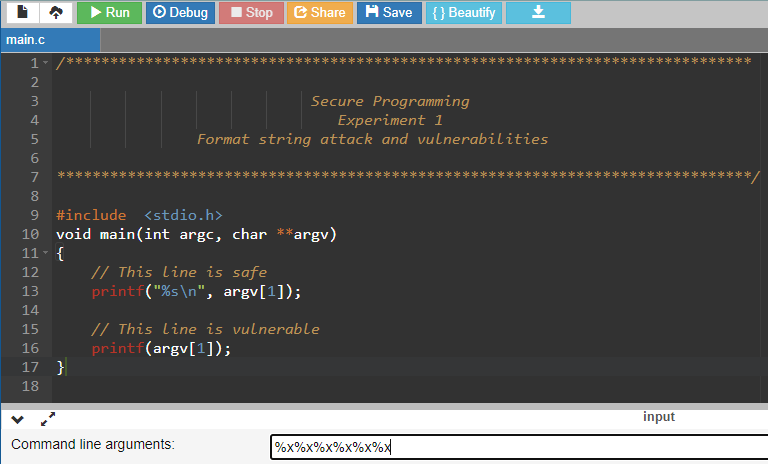 Run Debug Stop Share Save { } Beautify
main.c
1 /******************************************************************************
2
3 Secure Programming
4 Experiment 1
5 Format string attack and vulnerabilities
6
7 *******************************************************************************/
8
9 #include <stdio.h>
10 void main(int argc, char **argv)
11 {
12 // This line is safe
13 printf("%s\n", argv[1]);
14
15 // This line is vulnerable
16 printf(argv[1]);
17 }
18
input
Command line arguments: %x%x%x%x%x%x